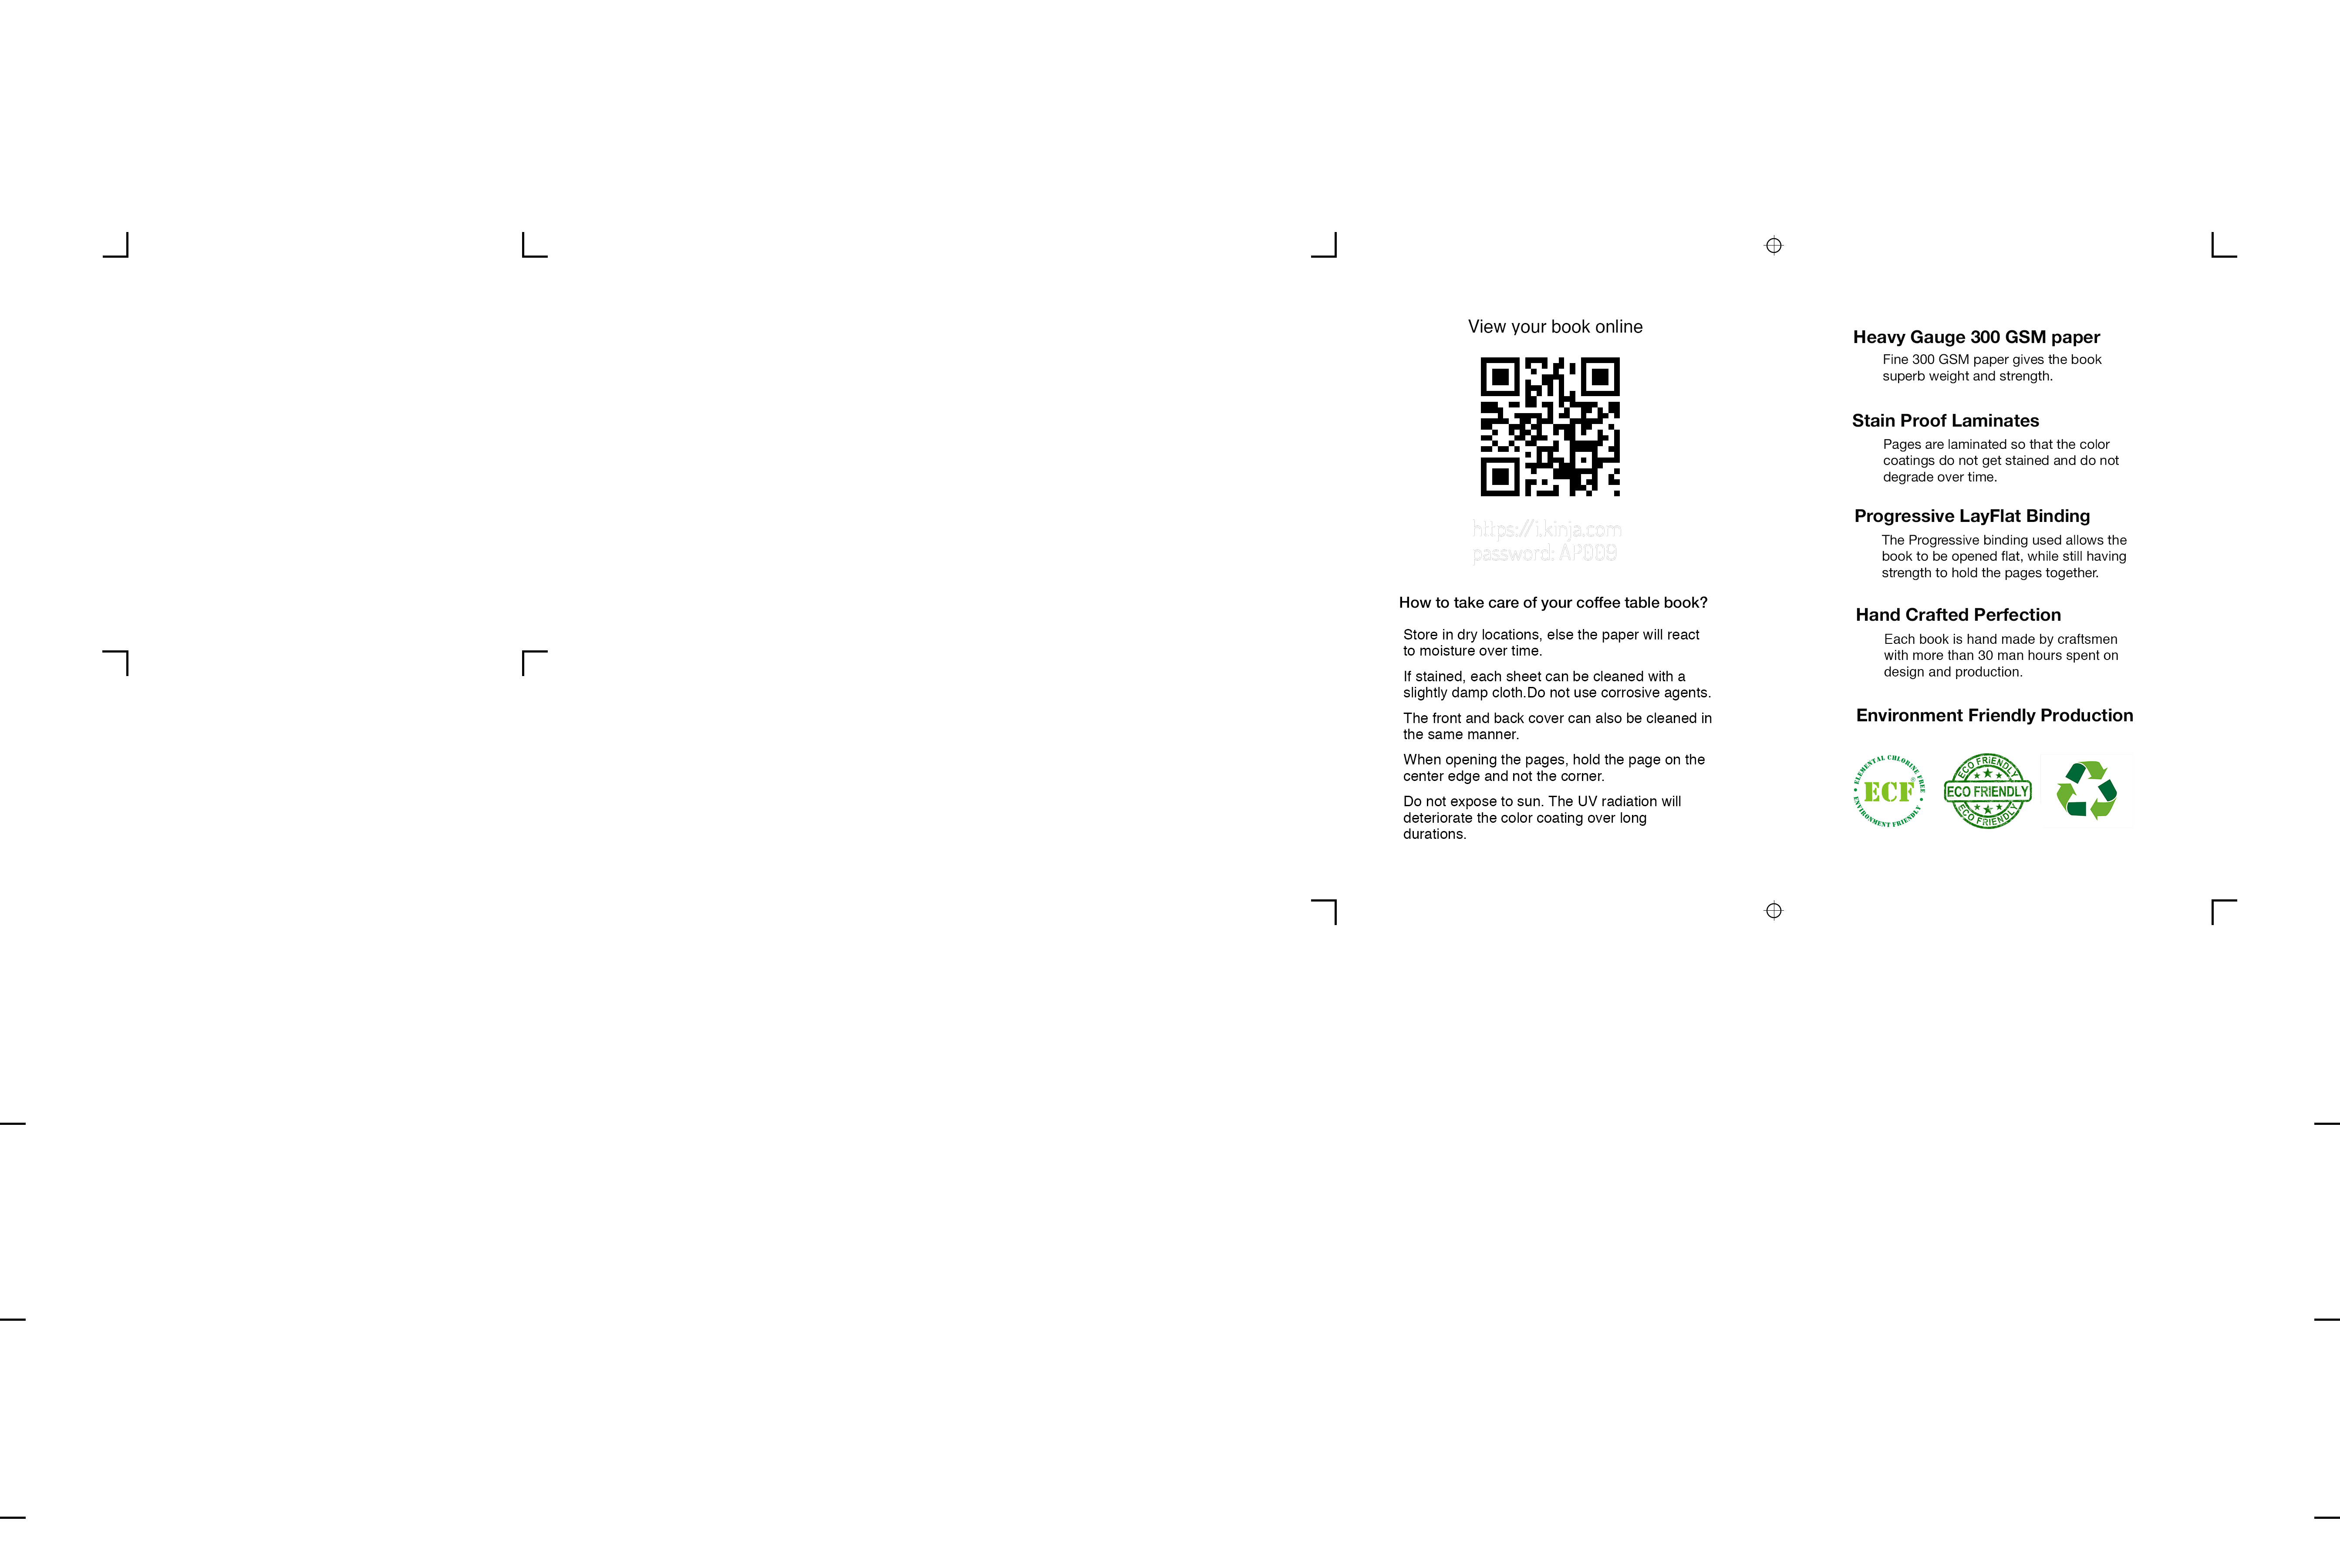 View your book online
https://i.kinja.com
password: AP009
How to take care of your coffee table book?
Store in dry locations, else the paper will react
to moisture over time.
If stained, each sheet can be cleaned with a
slightly damp cloth.Do not use corrosive agents.
The front and back cover can also be cleaned in
the same manner.
When opening the pages, hold the page on the
center edge and not the corner.
Do not expose to sun. The UV radiation will
deteriorate the color coating over long
durations.
Heavy Gauge 300 GSM paper
Fine 300 GSM paper gives the book
superb weight and strength.
Stain Proof Laminates
Pages are laminated so that the color
coatings do not get stained and do not
degrade over time.
Progressive LayFlat Binding
The Progressive binding used allows the
book to be opened flat, while still having
strength to hold the pages together.
Hand Crafted Perfection
Each book is hand made by craftsmen
with more than 30 man hours spent on
design and production.
Environment Friendly Production
ELEMENTAL CHLORINE FREE
ECF
ENVIRONMENT FRIENDLY
ECO FRiENDLY
ECO FRIENDLY
ECO FRIENDLY